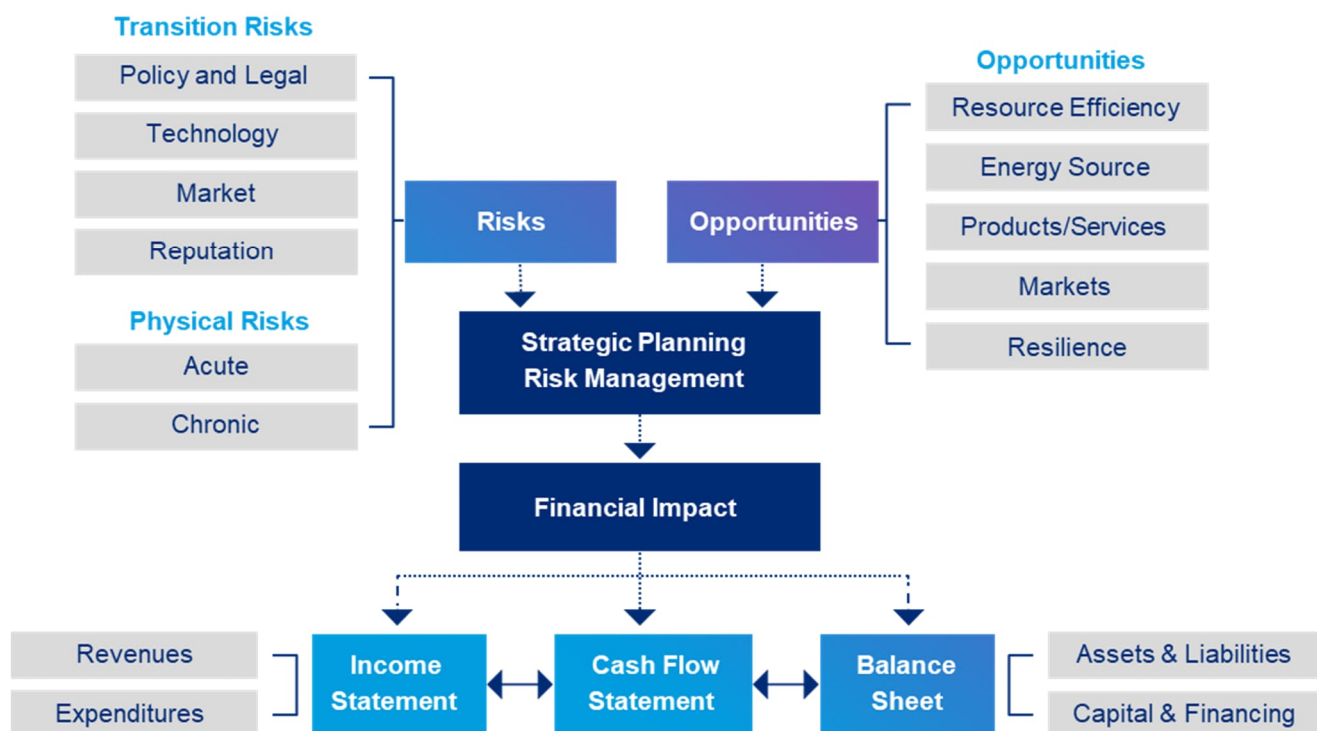 Transition Risks
Policy and Legal
Technology
Market
Reputation
Physical Risks
Acute
Chronic
Risks
Opportunities
Opportunities
Resource Efficiency
Energy Source
Products/Services
Markets
Resilience
Strategic Planning
Risk Management
Financial Impact
Revenues
Expenditures
Income
Statement
Cash Flow
Statement
Balance
Sheet
Assets & Liabilities
Capital & Financing